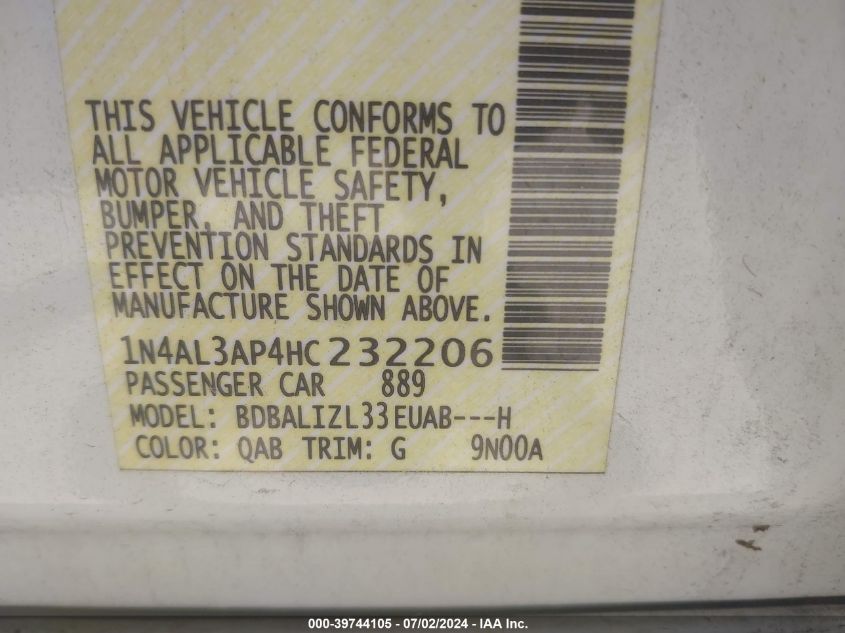 THIS VEHICLE CONFORMS TO
ALL APPLICABLE FEDERAL
MOTOR VEHICLE SAFETY,
BUMPER, AND THEFT
PREVENTION STANDARDS IN
EFFECT ON THE DATE OF
MANUFACTURE SHOWN ABOVE.
1N4AL3AP4HC232206
PASSENGER CAR 889
MODEL: BDBALIZL33EUAB---H
COLOR: QAB TRIM: G 9N00A
000-39744105 - 07/02/2024 - IAA Inc.